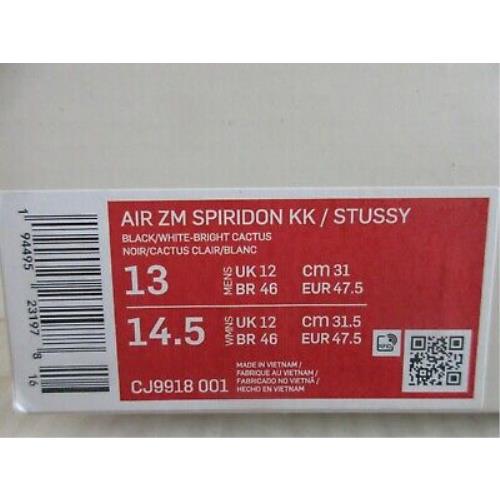 AIR ZM SPIRIDON KK / STUSSY
BLACK/WHITE-BRIGHT CACTUS
NOIR/CACTUS CLAIR/BLANC
13 MENS UK 12 CM 31
BR 46 EUR 47.5
14.5 WMNS UK 12 CM 31.5
BR 46 EUR 47.5
CJ9918 001
MADE IN VIETNAM /
FABRIQUE AU VIETNAM /
FABRICADO NO VIETNÃ /
HECHO EN VIETNAM
RFID
1 94495 23197 8 16